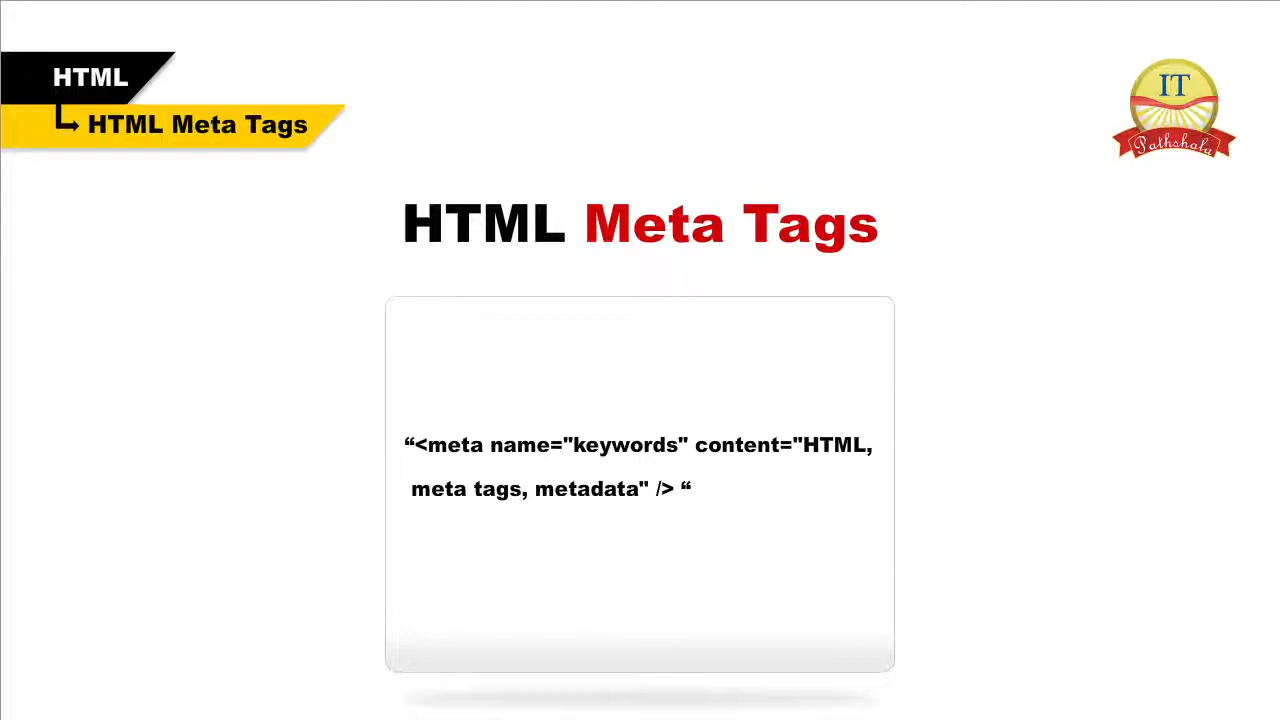 HTML
HTML Meta Tags
IT
Pathshala
HTML Meta Tags
“<meta name="keywords" content="HTML,
meta tags, metadata" /> “